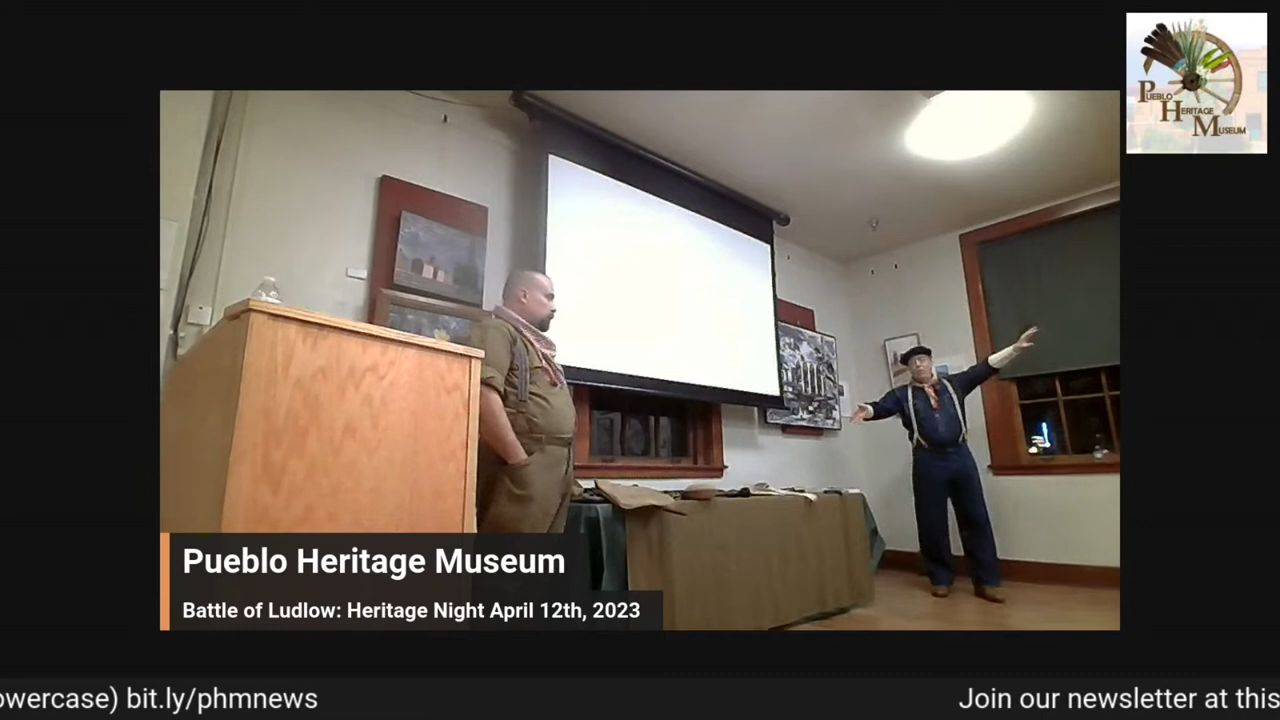 PUEBLO
HERITAGE
MUSEUM
Pueblo Heritage Museum
Battle of Ludlow: Heritage Night April 12th, 2023
owercase) bit.ly/phmnews
Join our newsletter at this